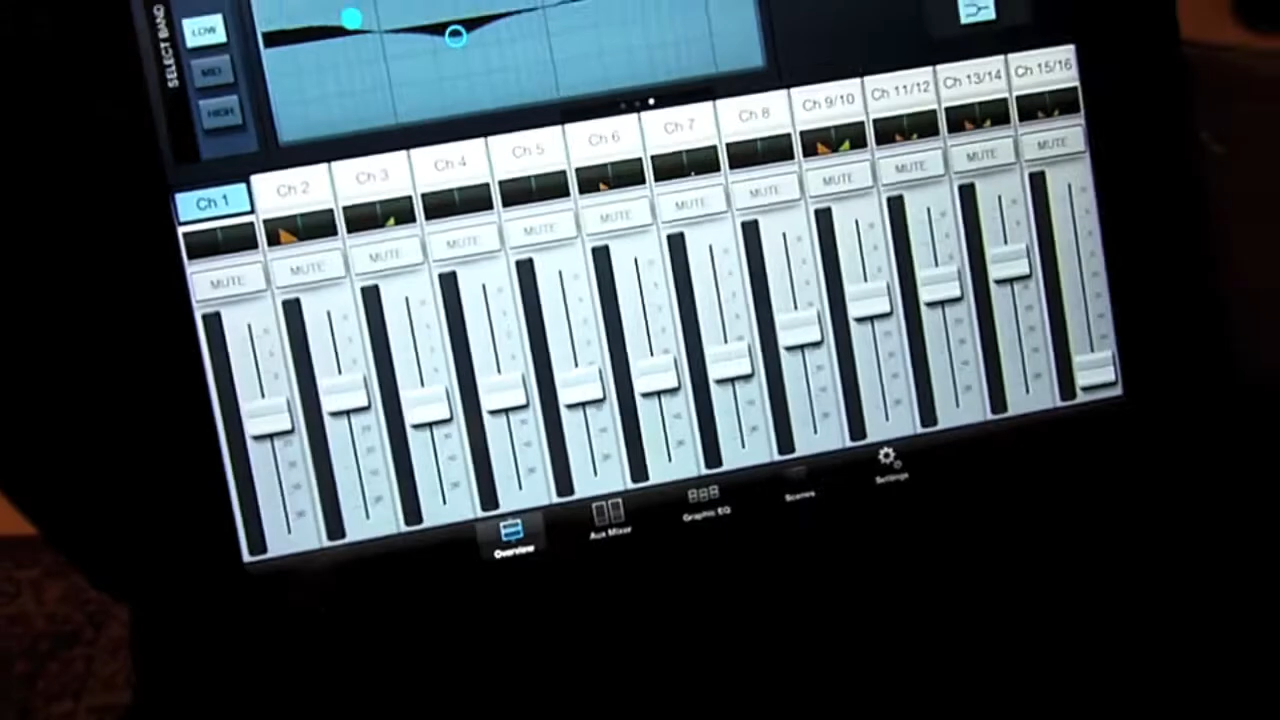 SELECT BAND
LOW
MID
HIGH
Ch 1
Ch 2
Ch 3
Ch 4
Ch 5
Ch 6
Ch 7
Ch 8
Ch 9/10
Ch 11/12
Ch 13/14
Ch 15/16
MUTE
MUTE
MUTE
MUTE
MUTE
MUTE
MUTE
MUTE
MUTE
MUTE
MUTE
MUTE
Overview
Aux Mixer
Graphic EQ
Scenes
Settings